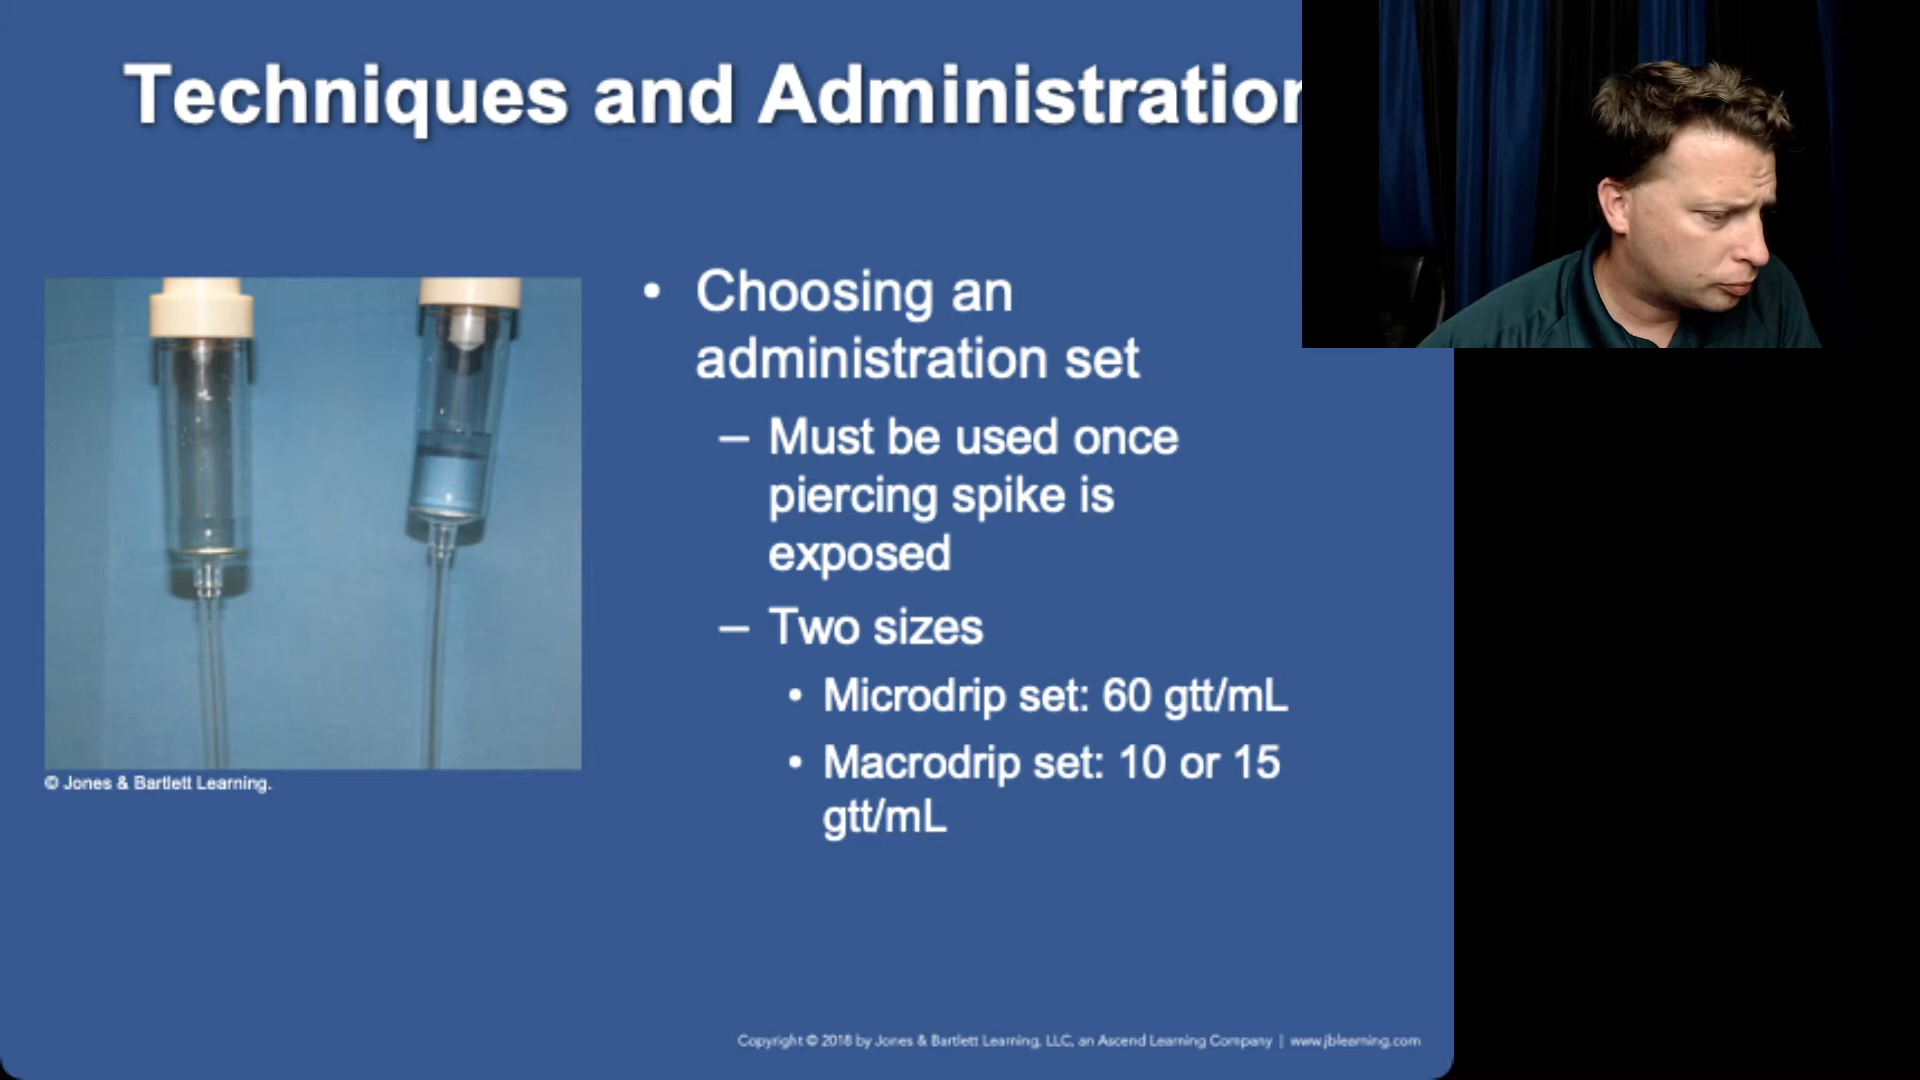 Techniques and Administration
• Choosing an
administration set
– Must be used once
piercing spike is
exposed
– Two sizes
• Microdrip set: 60 gtt/mL
• Macrodrip set: 10 or 15
gtt/mL
© Jones & Bartlett Learning.
Copyright © 2018 by Jones & Bartlett Learning, LLC, an Ascend Learning Company | www.jblearning.com